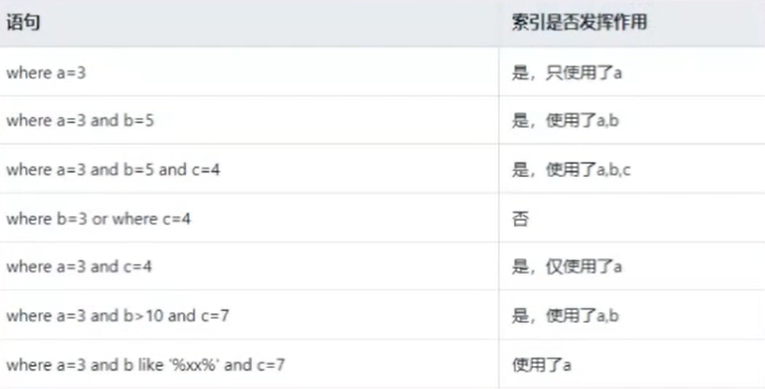 语句 索引是否发挥作用
where a=3 是，只使用了a
where a=3 and b=5 是，使用了a,b
where a=3 and b=5 and c=4 是，使用了a,b,c
where b=3 or where c=4 否
where a=3 and c=4 是，仅使用了a
where a=3 and b>10 and c=7 是，使用了a,b
where a=3 and b like '%xx%' and c=7 使用了a